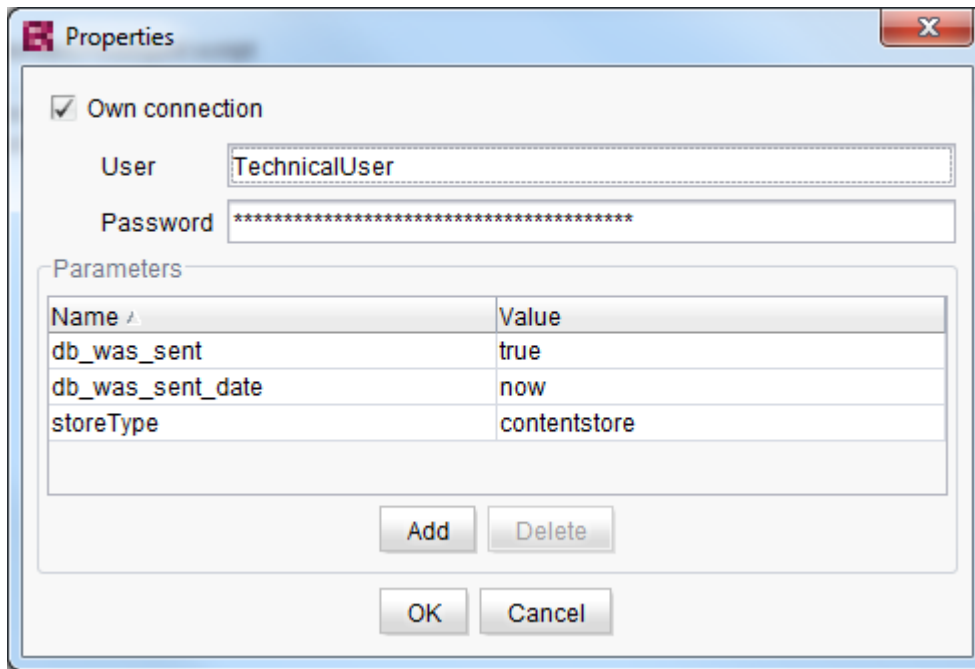 Properties
Own connection
User TechnicalUser
Password ****************************************
Parameters
Name Value
db_was_sent true
db_was_sent_date now
storeType contentstore
Add Delete
OK Cancel